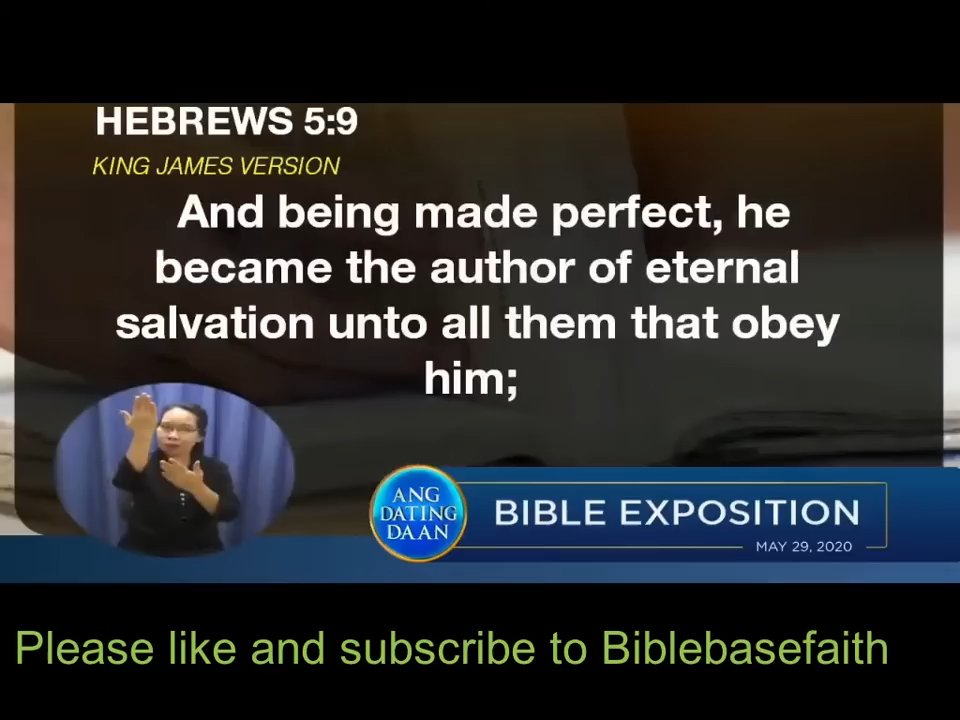 HEBREWS 5:9
KING JAMES VERSION
And being made perfect, he
became the author of eternal
salvation unto all them that obey
him;
ANG
DATING
DAAN
BIBLE EXPOSITION
MAY 29, 2020
Please like and subscribe to Biblebasefaith